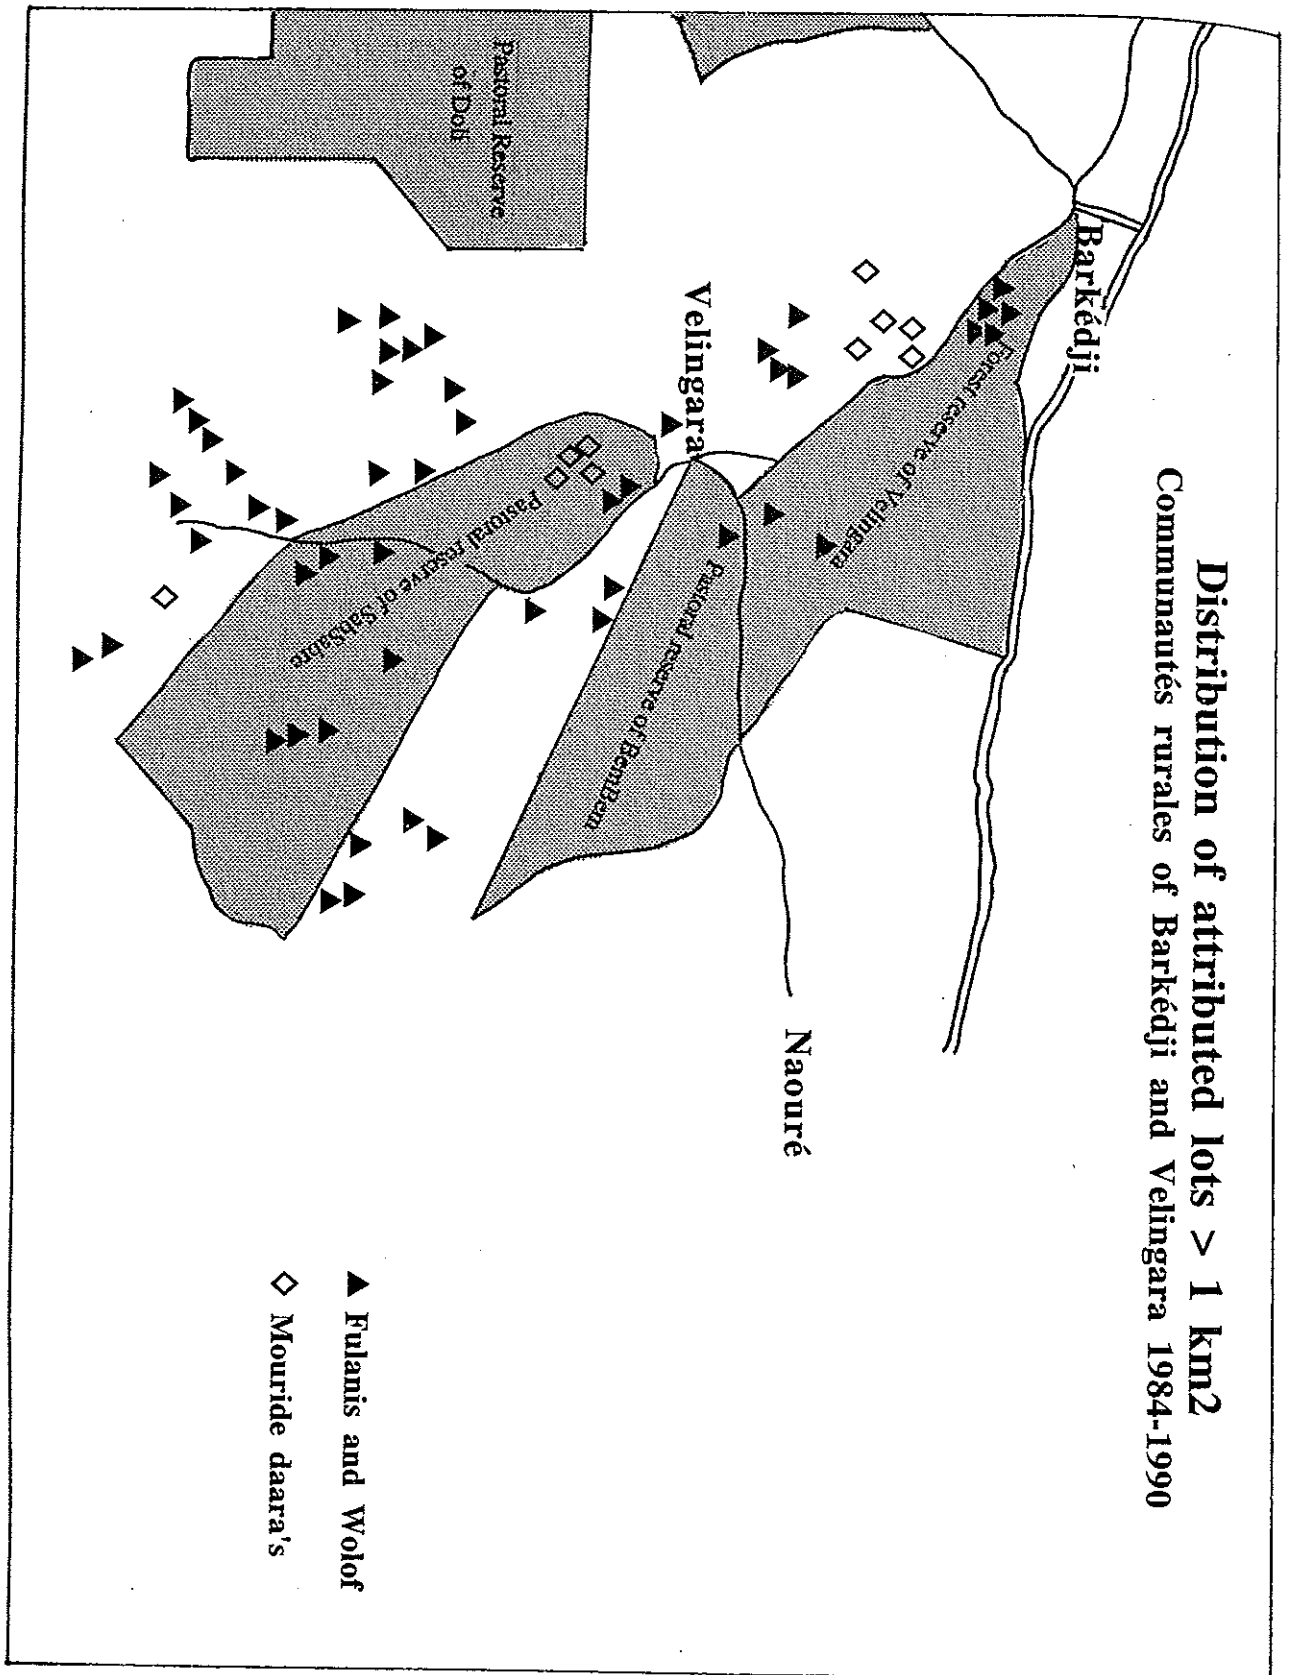 Distribution of attributed lots > 1 km2
Communautés rurales of Barkédji and Velingara 1984-1990
Barkédji
Forest reserve of Velingara
Naouré
Velingara
Pastoral reserve of BemBem
Pastoral Reserve
of Doli
Pastoral reserve of Sabsabre
▲ Fulanis and Wolof
◇ Mouride daara's